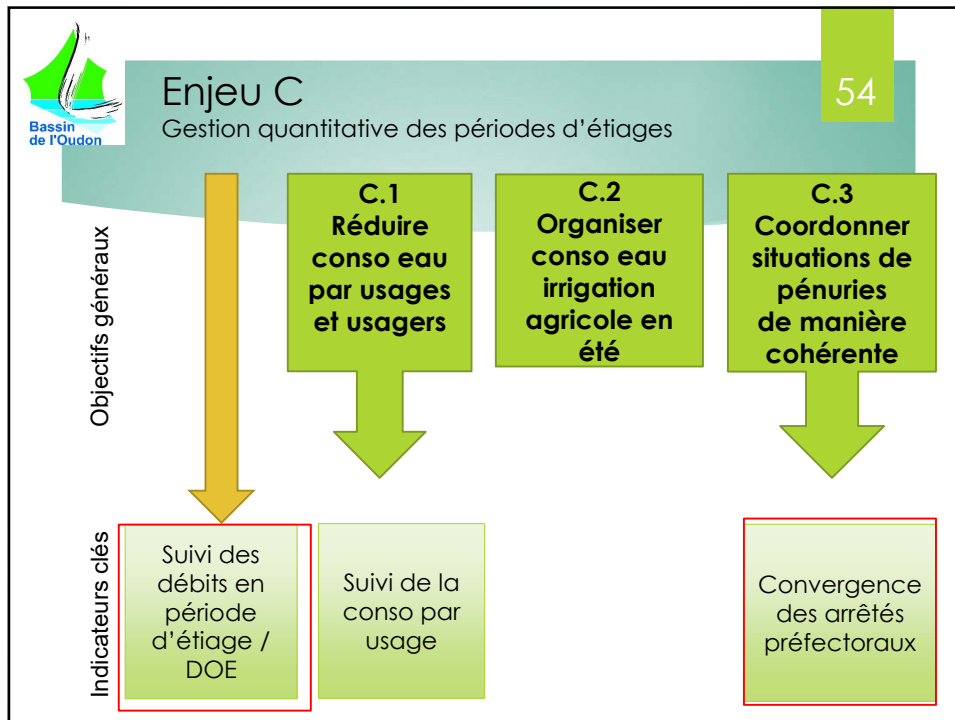 Bassin
de l'Oudon
Enjeu C
Gestion quantitative des périodes d'étiages
54
Objectifs généraux
C.1
Réduire
conso eau
par usages
et usagers
C.2
Organiser
conso eau
irrigation
agricole en
été
C.3
Coordonner
situations de
pénuries
de manière
cohérente
Indicateurs clés
Suivi des
débits en
période
d'étiage /
DOE
Suivi de la
conso par
usage
Convergence
des arrêtés
préfectoraux